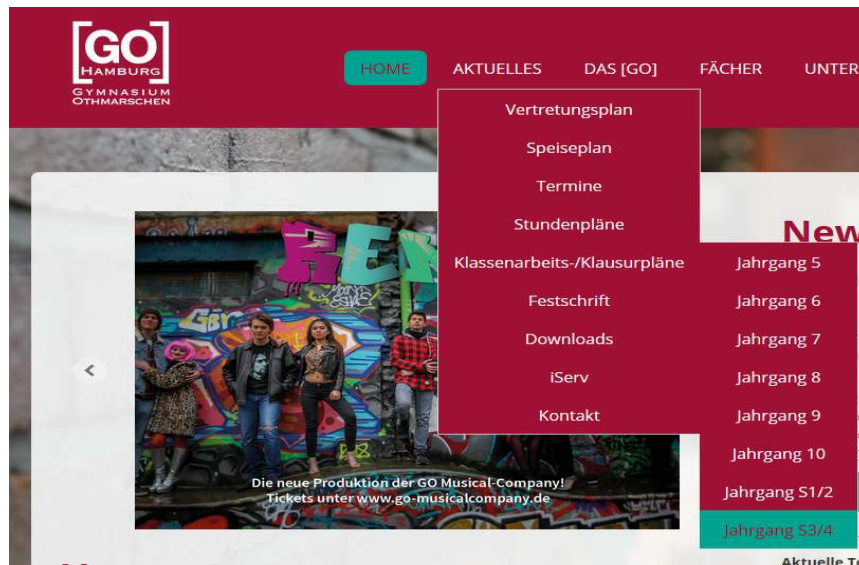 [GO]
HAMBURG
GYMNASIUM
OTHMARSCHEN
HOME
AKTUELLES
DAS [GO]
FÄCHER
UNTER
Vertretungsplan
Speiseplan
Termine
Stundenpläne
Klassenarbeits-/Klausurpläne
Festschrift
Downloads
iServ
Kontakt
New
Jahrgang 5
Jahrgang 6
Jahrgang 7
Jahrgang 8
Jahrgang 9
Jahrgang 10
Jahrgang S1/2
Jahrgang S3/4
RE
Die neue Produktion der GO Musical-Company!
Tickets unter www.go-musicalcompany.de
Aktuelle